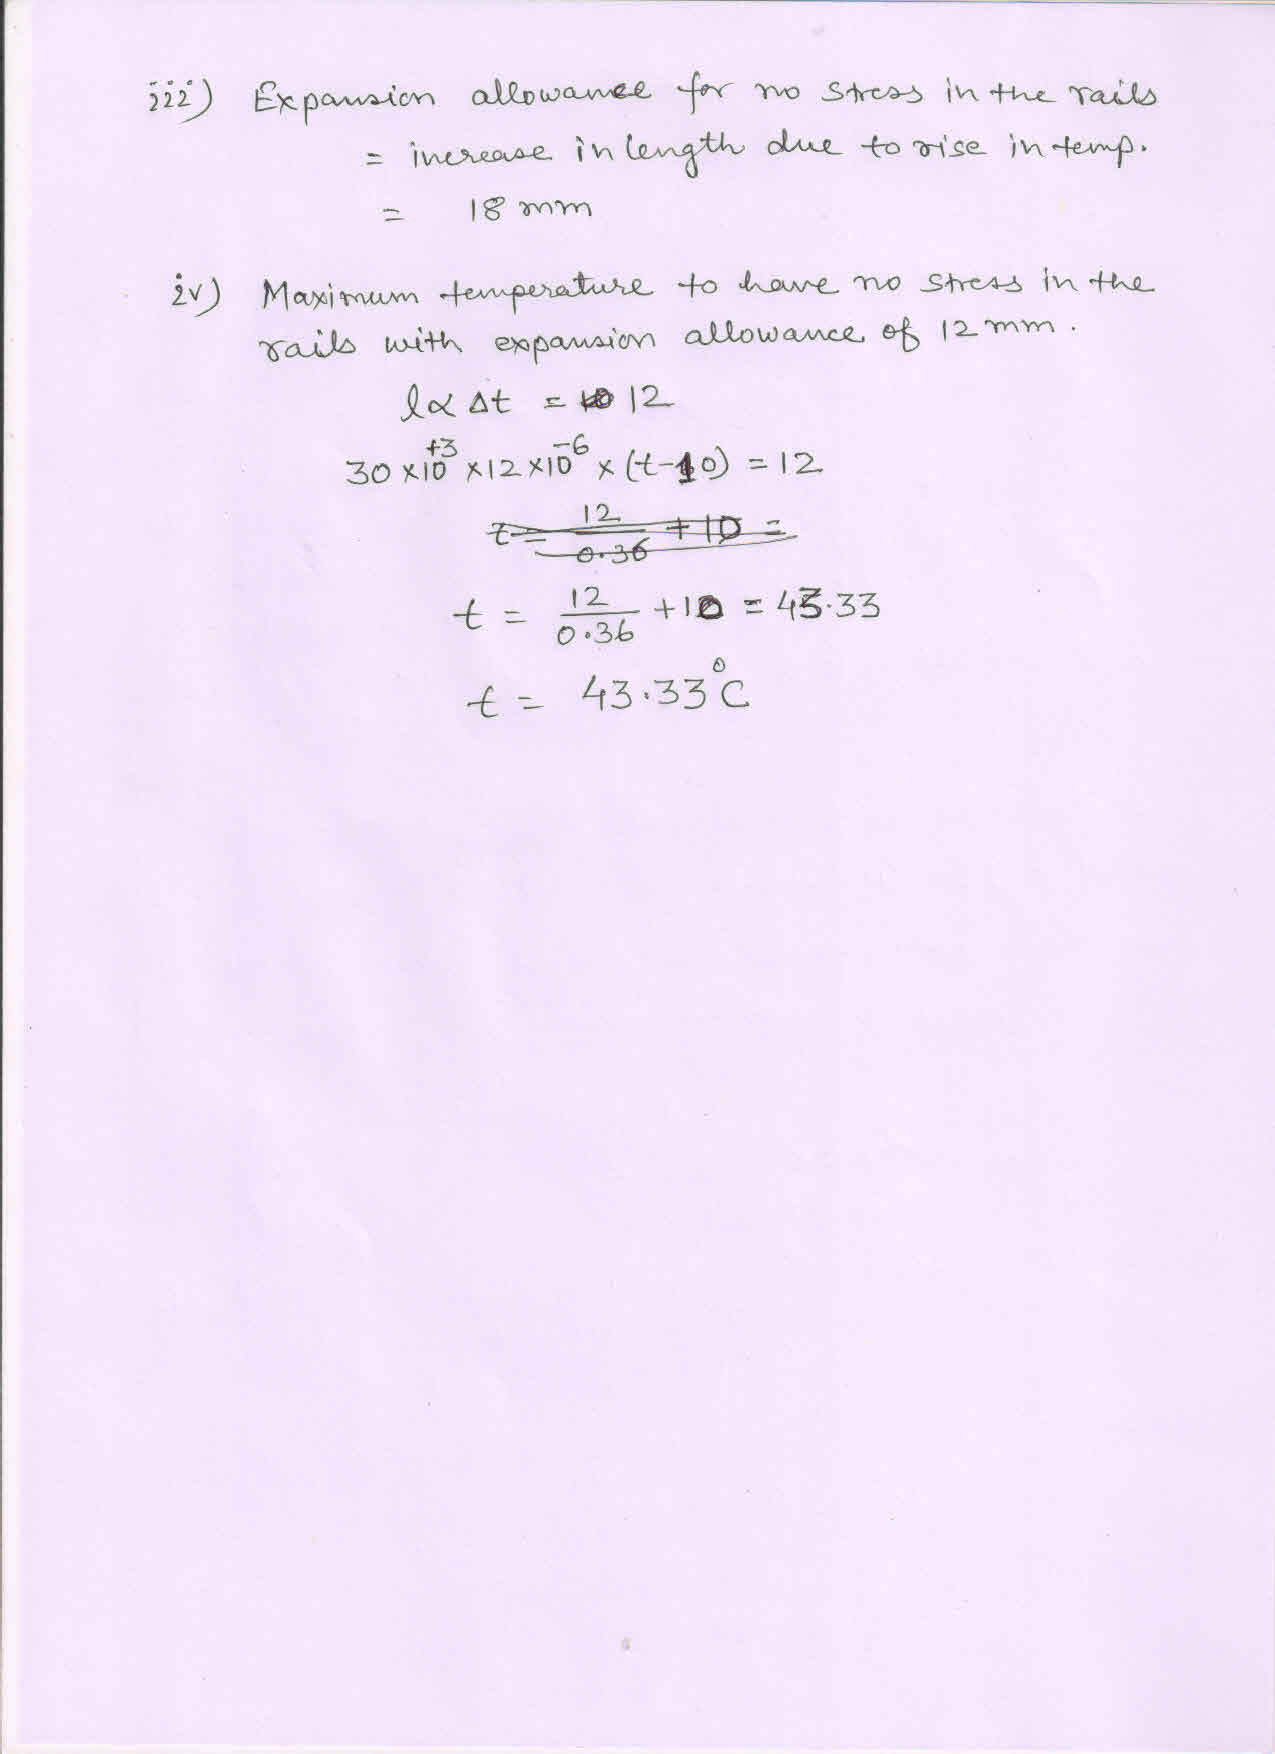 iii) Expansion allowance for no stress in the rails
= increase in length due to rise in temp.
= 18 mm
iv) Maximum temperature to have no stress in the
rails with expansion allowance of 12 mm.
lα Δt = 12
30 × 10^+3 × 12 × 10^-6 × (t-10) = 12
t = 12/0.36 + 10 =
t = 12/0.36 + 10 = 43.33
t = 43.33°C